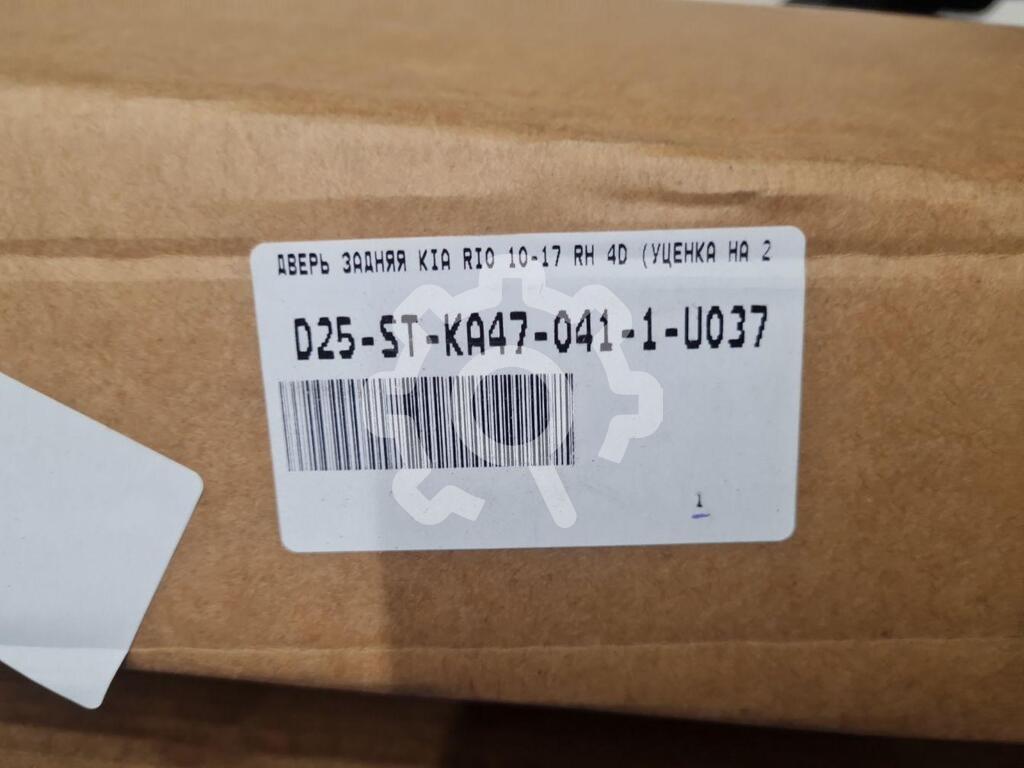 ДВЕРЬ ЗАДНЯЯ KIA RIO 10-17 RH 4D (УЦЕНКА НА 2
D25-ST-KA47-041-1-U037
1